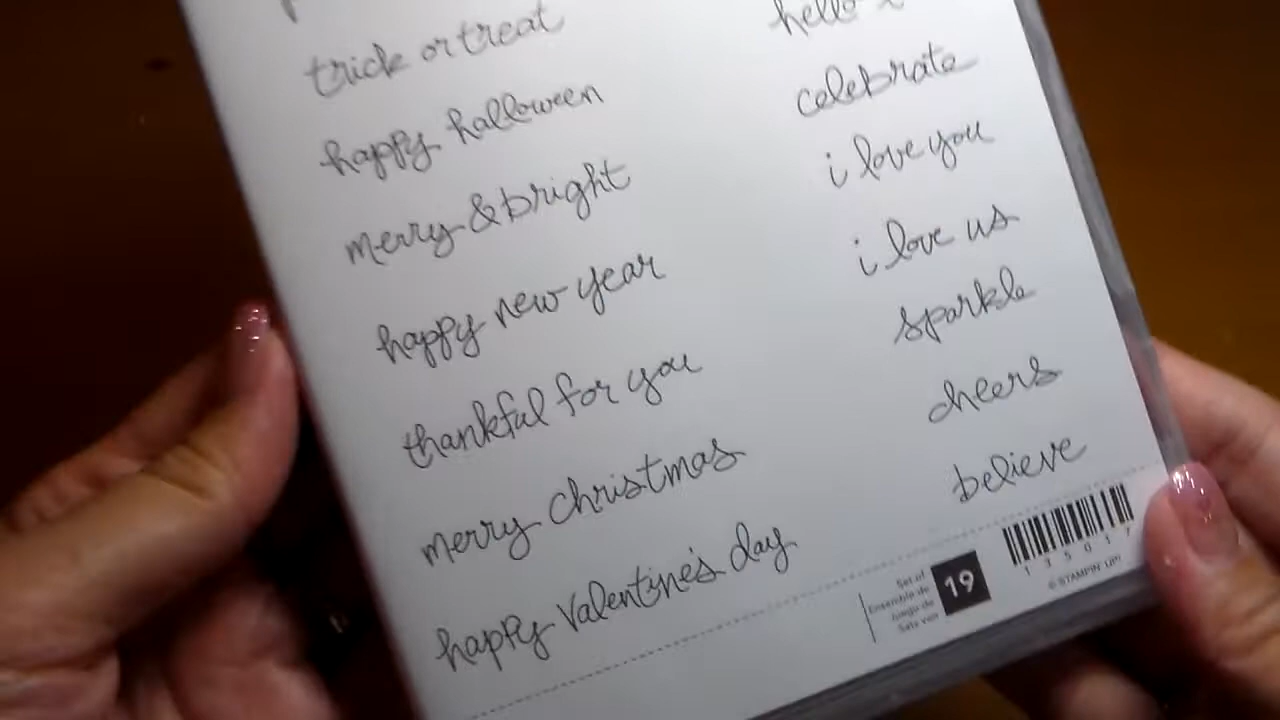 trick or treat
happy halloween
merry & bright
happy new year
thankful for you
merry christmas
happy valentine's day
hello
celebrate
i love you
i love us
sparkle
cheers
believe
Set of
Ensemble de
Juego de
Satz von
19
135017
© STAMPIN' UP!